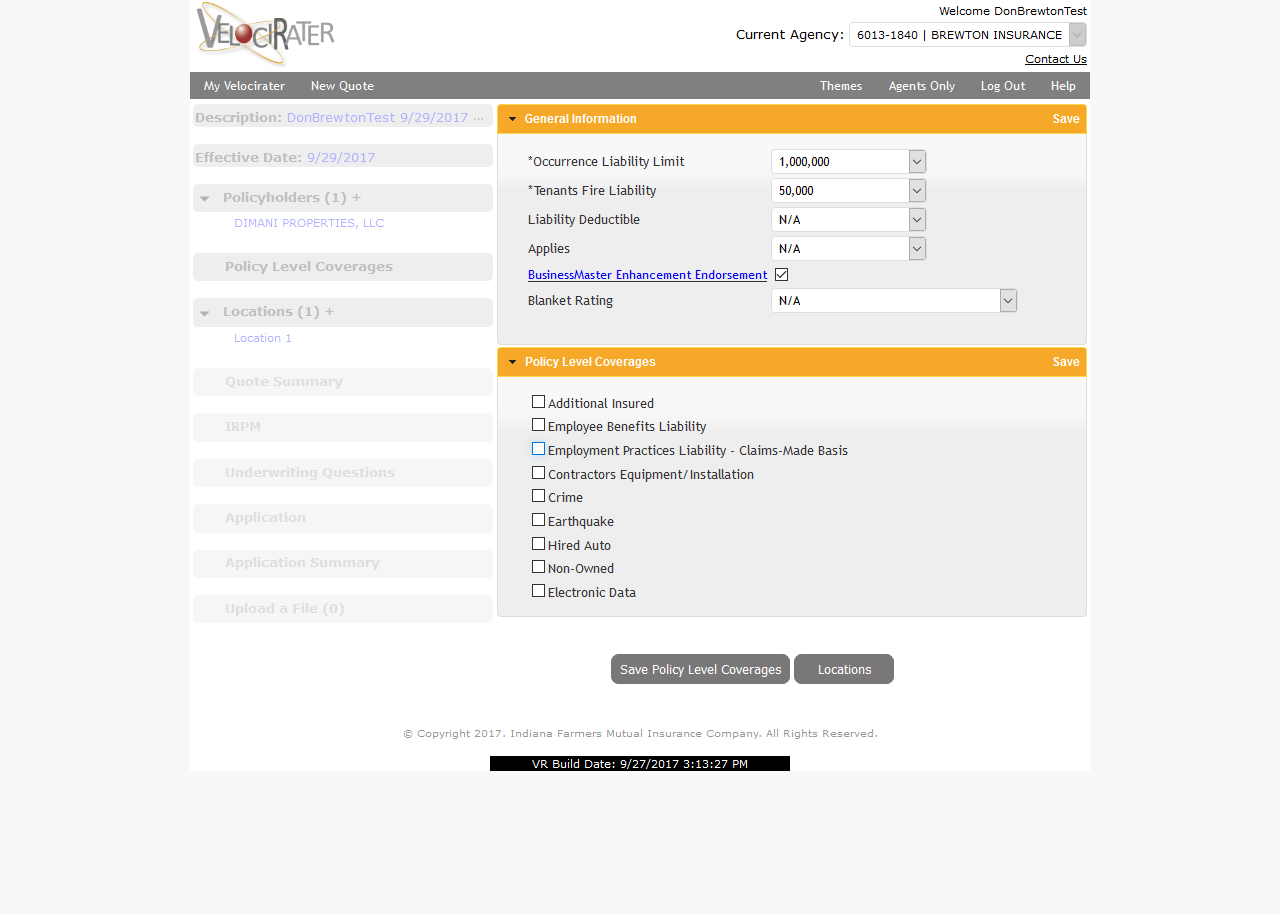 VELOCIRATER
Welcome DonBrewtonTest
Current Agency: 6013-1840 | BREWTON INSURANCE
Contact Us
My Velocirater New Quote Themes Agents Only Log Out Help
Description: DonBrewtonTest 9/29/2017 ...
Effective Date: 9/29/2017
Policyholders (1) +
DIMANI PROPERTIES, LLC
Policy Level Coverages
Locations (1) +
Location 1
Quote Summary
IRPM
Underwriting Questions
Application
Application Summary
Upload a File (0)
General Information Save
*Occurrence Liability Limit 1,000,000
*Tenants Fire Liability 50,000
Liability Deductible N/A
Applies N/A
BusinessMaster Enhancement Endorsement
Blanket Rating N/A
Policy Level Coverages Save
Additional Insured
Employee Benefits Liability
Employment Practices Liability - Claims-Made Basis
Contractors Equipment/Installation
Crime
Earthquake
Hired Auto
Non-Owned
Electronic Data
Save Policy Level Coverages Locations
© Copyright 2017. Indiana Farmers Mutual Insurance Company. All Rights Reserved.
VR Build Date: 9/27/2017 3:13:27 PM